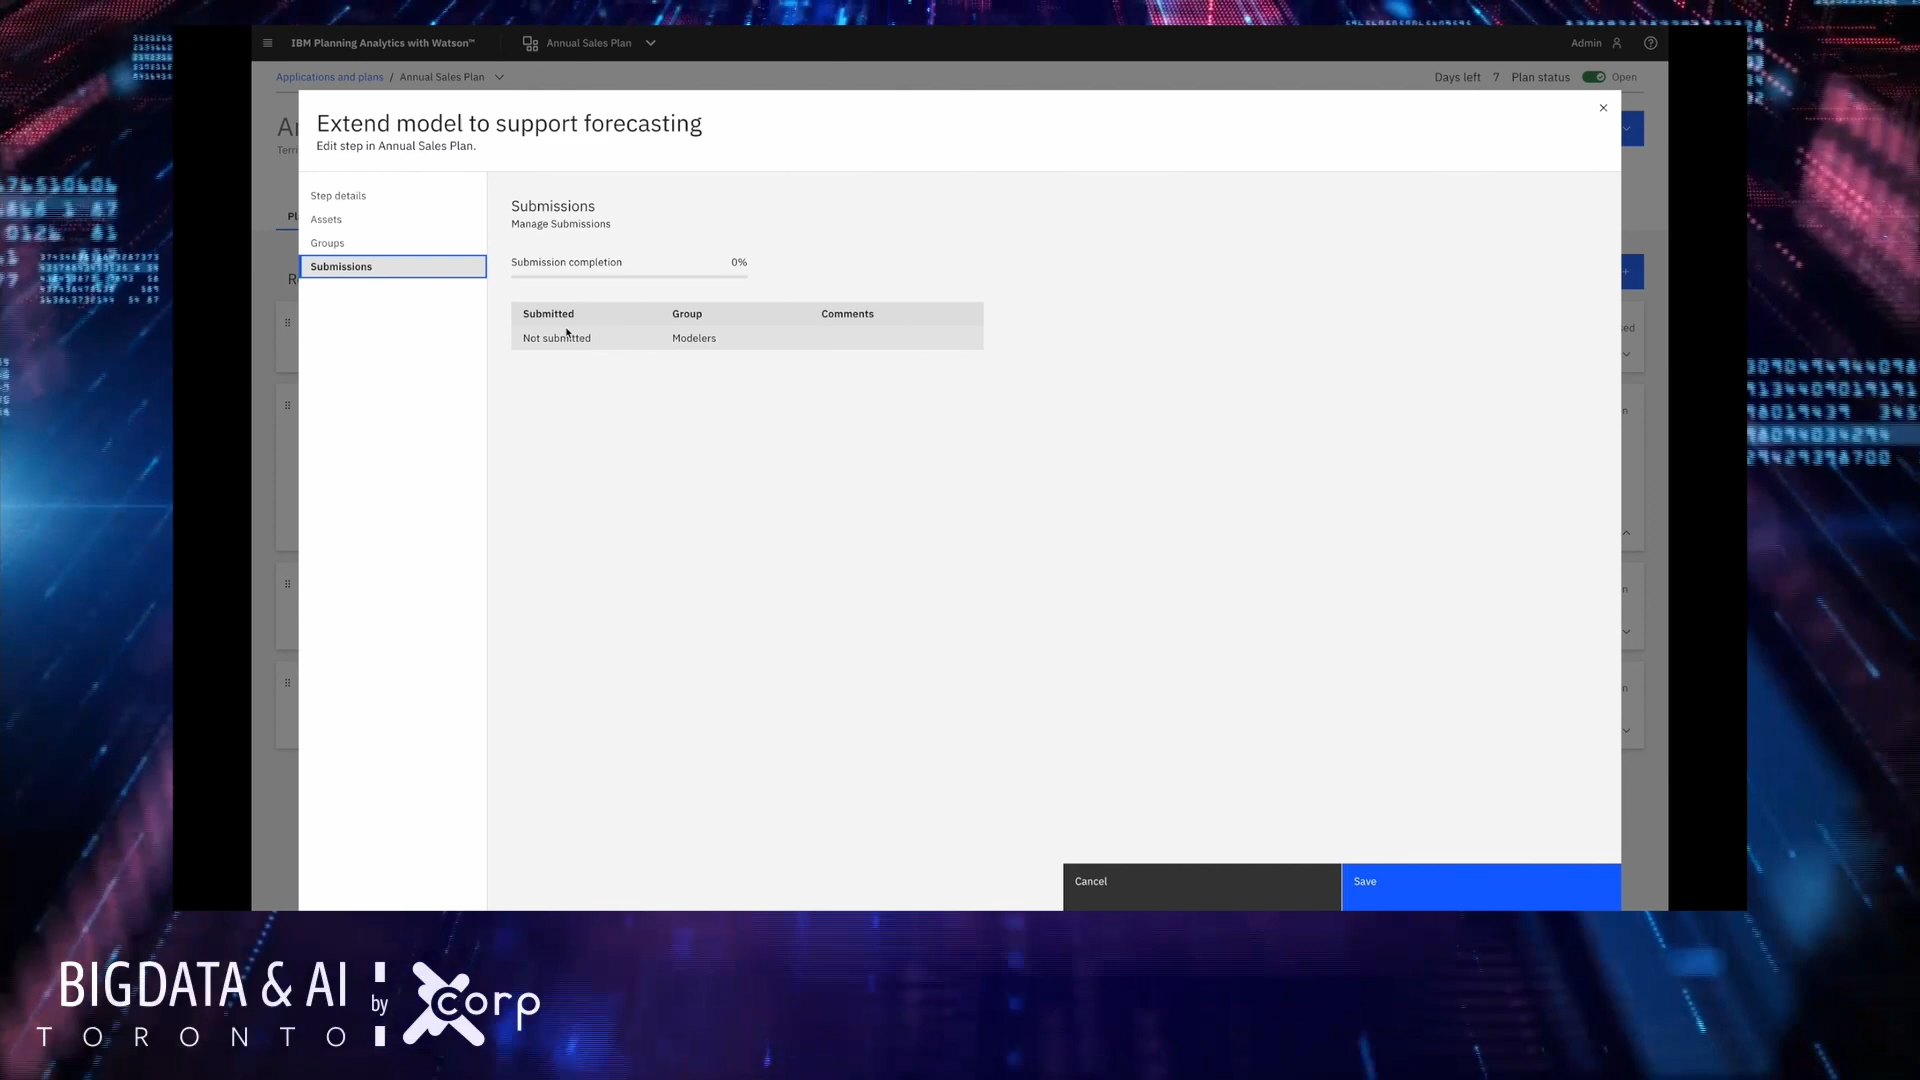 IBM Planning Analytics with Watson™
Annual Sales Plan
Admin
Applications and plans / Annual Sales Plan
Days left 7 Plan status Open
Extend model to support forecasting
Edit step in Annual Sales Plan.
Step details
Assets
Groups
Submissions
Submissions
Manage Submissions
Submission completion 0%
Submitted Group Comments
Not submitted Modelers
Cancel
Save
BIGDATA & AI
by
corp
TORONTO